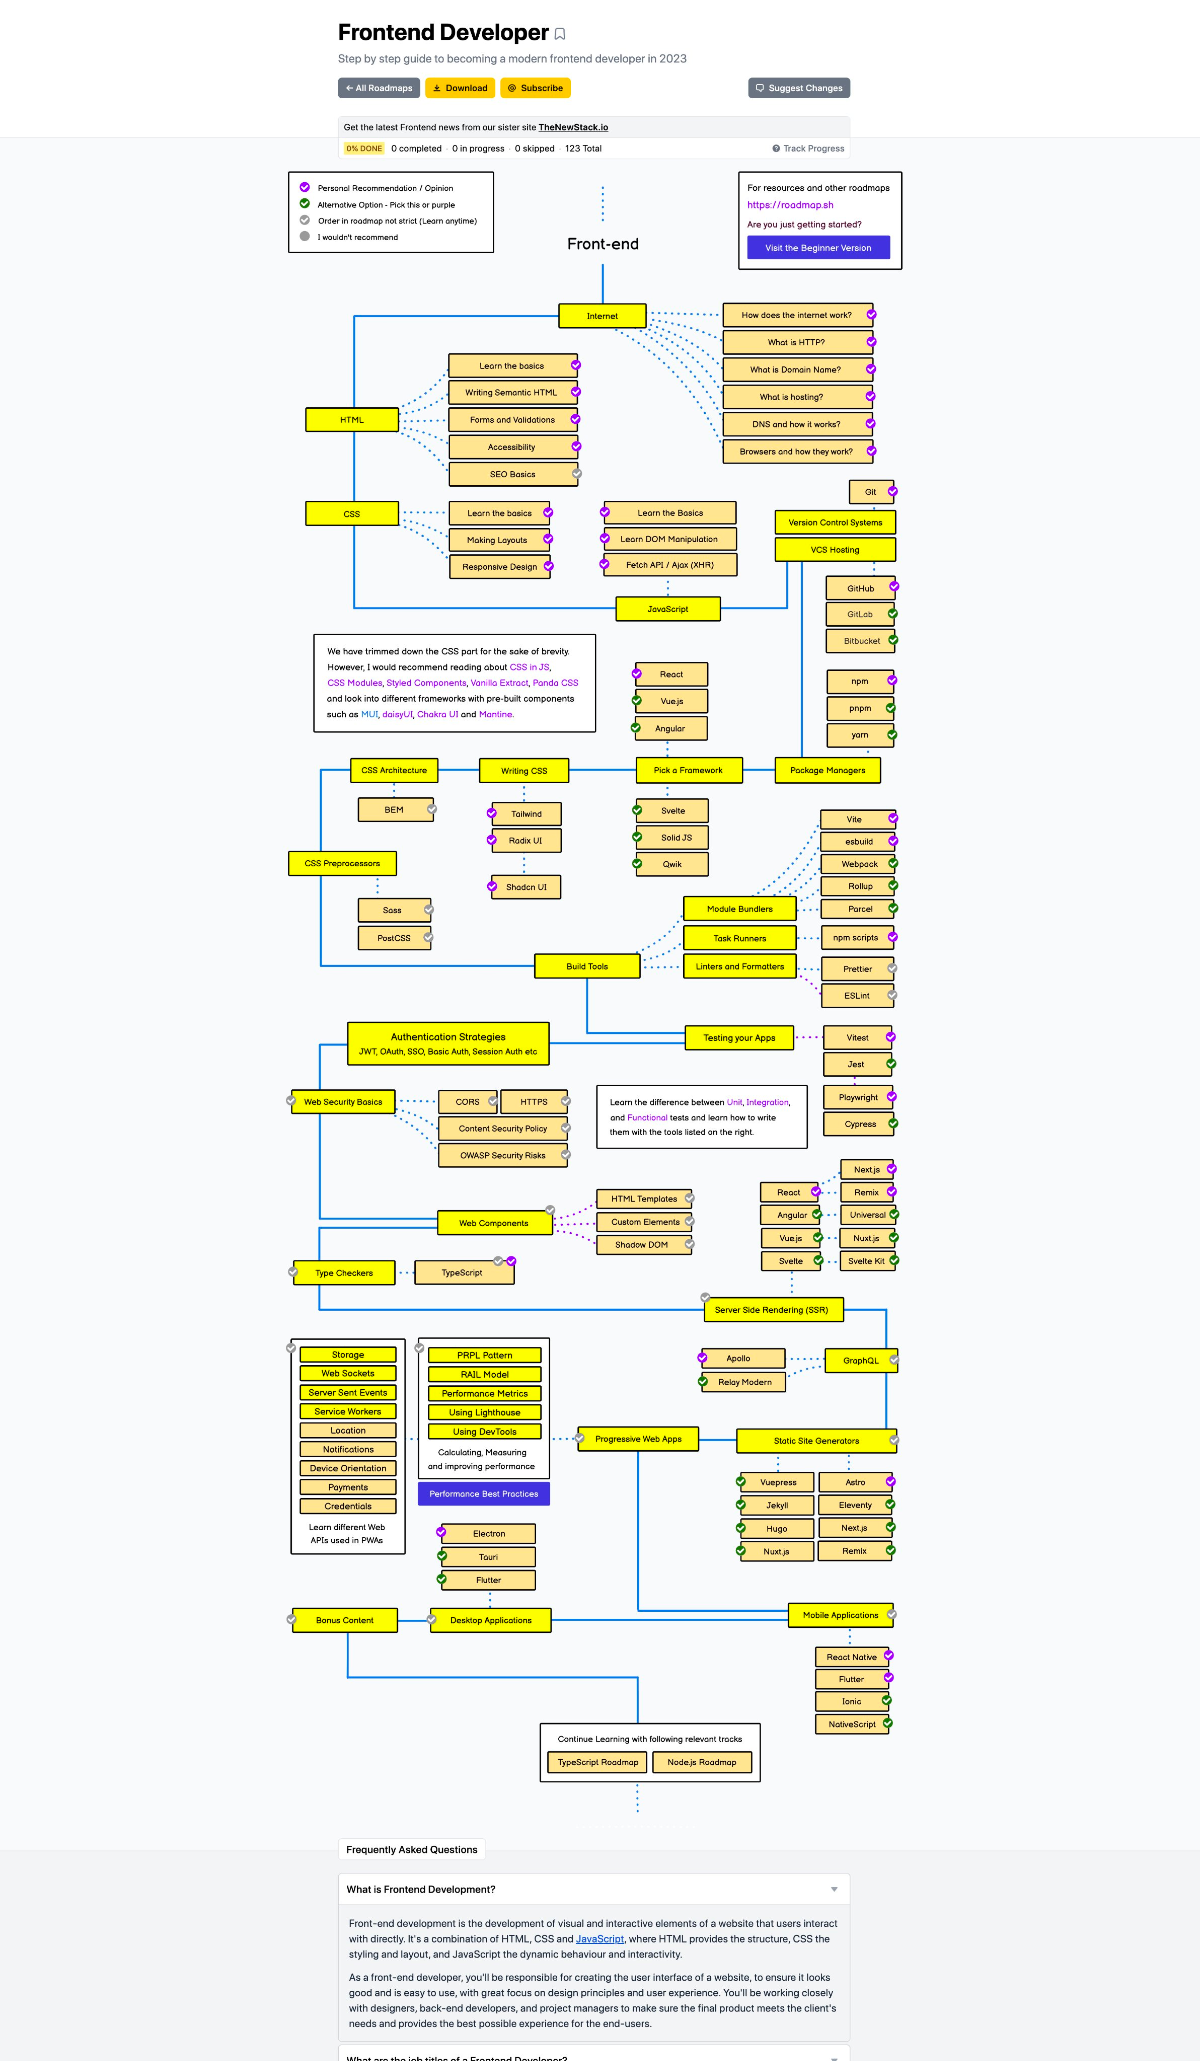 Frontend Developer
Step by step guide to becoming a modern frontend developer in 2023
← All Roadmaps
Download
Subscribe
Suggest Changes
Get the latest Frontend news from our sister site TheNewStack.io
0% DONE 0 completed · 0 in progress · 0 skipped · 123 Total
Track Progress
Personal Recommendation / Opinion
Alternative Option - Pick this or purple
Order in roadmap not strict (Learn anytime)
I wouldn't recommend
For resources and other roadmaps
https://roadmap.sh
Are you just getting started?
Visit the Beginner Version
Front-end
Internet
How does the internet work?
What is HTTP?
What is Domain Name?
What is hosting?
DNS and how it works?
Browsers and how they work?
HTML
Learn the basics
Writing Semantic HTML
Forms and Validations
Accessibility
SEO Basics
CSS
Learn the basics
Making Layouts
Responsive Design
Learn the Basics
Learn DOM Manipulation
Fetch API / Ajax (XHR)
JavaScript
Git
Version Control Systems
VCS Hosting
GitHub
GitLab
Bitbucket
We have trimmed down the CSS part for the sake of brevity.
However, I would recommend reading about CSS in JS,
CSS Modules, Styled Components, Vanilla Extract, Panda CSS
and look into different frameworks with pre-built components
such as MUI, daisyUI, Chakra UI and Mantine.
React
Vue.js
Angular
npm
pnpm
yarn
CSS Architecture
Writing CSS
Pick a Framework
Package Managers
BEM
Tailwind
Radix UI
Shadcn UI
Svelte
Solid JS
Qwik
CSS Preprocessors
Sass
PostCSS
Vite
esbuild
Webpack
Rollup
Parcel
Module Bundlers
Task Runners
npm scripts
Build Tools
Linters and Formatters
Prettier
ESLint
Authentication Strategies
JWT, OAuth, SSO, Basic Auth, Session Auth etc
Testing your Apps
Vitest
Jest
Playwright
Cypress
Web Security Basics
CORS
HTTPS
Content Security Policy
OWASP Security Risks
Learn the difference between Unit, Integration,
and Functional tests and learn how to write
them with the tools listed on the right.
Web Components
HTML Templates
Custom Elements
Shadow DOM
Next.js
React
Remix
Angular
Universal
Vue.js
Nuxt.js
Svelte
Svelte Kit
Type Checkers
TypeScript
Server Side Rendering (SSR)
Storage
Web Sockets
Server Sent Events
Service Workers
Location
Notifications
Device Orientation
Payments
Credentials
Learn different Web
APIs used in PWAs
PRPL Pattern
RAIL Model
Performance Metrics
Using Lighthouse
Using DevTools
Calculating, Measuring
and improving performance
Performance Best Practices
Apollo
Relay Modern
GraphQL
Progressive Web Apps
Static Site Generators
Vuepress
Astro
Jekyll
Eleventy
Hugo
Next.js
Nuxt.js
Remix
Electron
Tauri
Flutter
Bonus Content
Desktop Applications
Mobile Applications
React Native
Flutter
Ionic
NativeScript
Continue Learning with following relevant tracks
TypeScript Roadmap
Node.js Roadmap
Frequently Asked Questions
What is Frontend Development?
Front-end development is the development of visual and interactive elements of a website that users interact
with directly. It's a combination of HTML, CSS and JavaScript, where HTML provides the structure, CSS the
styling and layout, and JavaScript the dynamic behaviour and interactivity.
As a front-end developer, you'll be responsible for creating the user interface of a website, to ensure it looks
good and is easy to use, with great focus on design principles and user experience. You'll be working closely
with designers, back-end developers, and project managers to make sure the final product meets the client's
needs and provides the best possible experience for the end-users.
What are the job titles of a Frontend Developer?